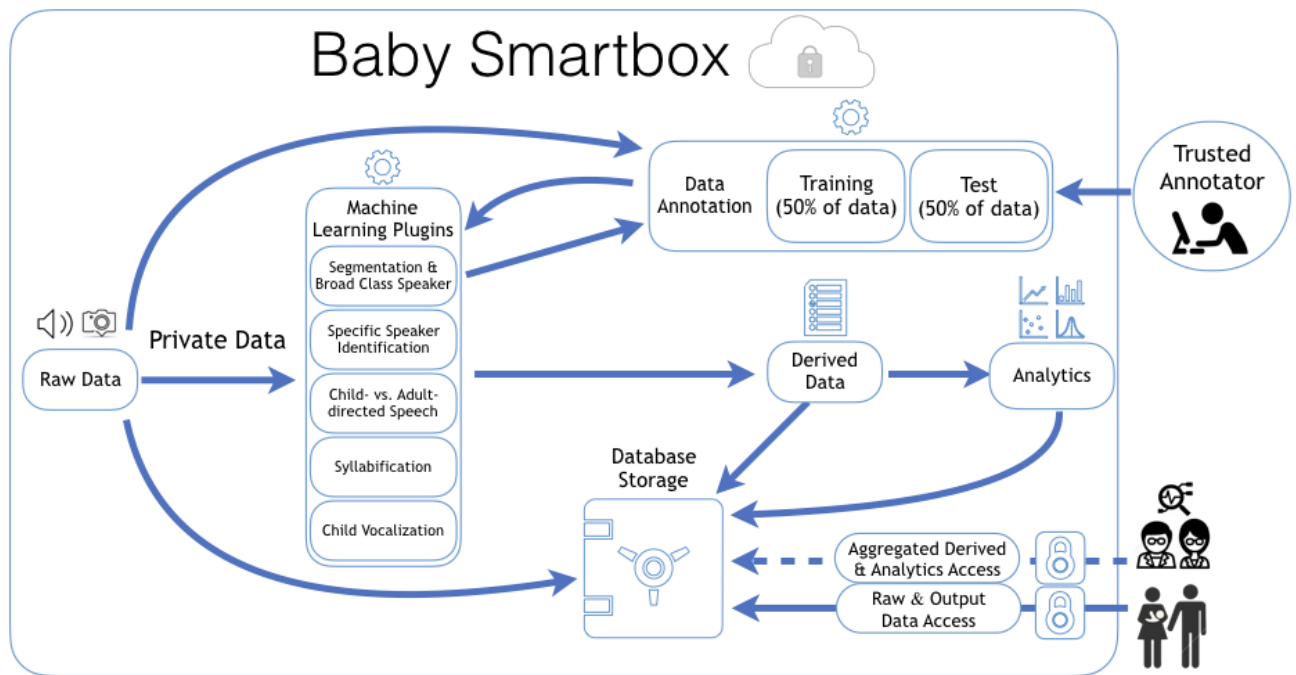 Baby Smartbox
Data
Annotation
Training
(50% of data)
Test
(50% of data)
Trusted
Annotator
Machine
Learning Plugins
Segmentation &
Broad Class Speaker
Specific Speaker
Identification
Child- vs. Adult-
directed Speech
Syllabification
Child Vocalization
Private Data
Raw Data
Derived
Data
Analytics
Database
Storage
Aggregated Derived
& Analytics Access
Raw & Output
Data Access